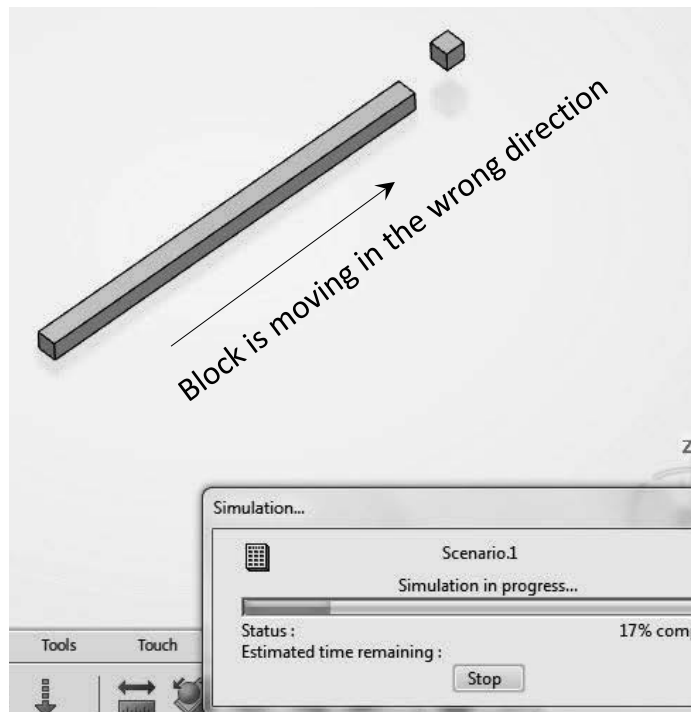 Block is moving in the wrong direction
Z
Simulation...
Scenario.1
Simulation in progress...
Status :
17% com
Estimated time remaining :
Stop
Tools
Touch